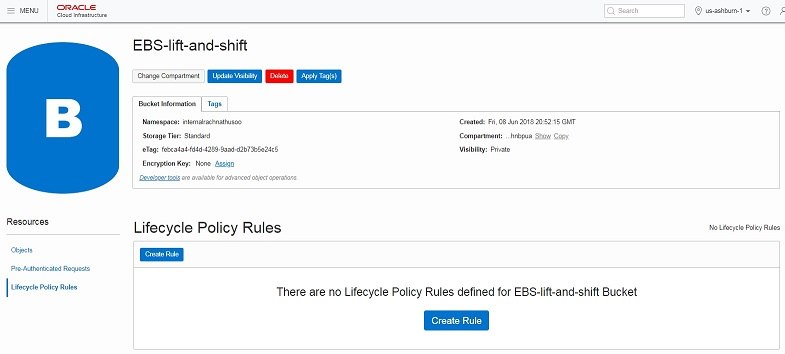 MENU ORACLE Cloud Infrastructure Search us-ashburn-1
B
EBS-lift-and-shift
Change Compartment Update Visibility Delete Apply Tag(s)
Bucket Information Tags
Namespace: internalrachnathusoo Created: Fri, 08 Jun 2018 20:52:15 GMT
Storage Tier: Standard Compartment: ...hnbpua Show Copy
eTag: febca4a4-fd4d-4289-9aad-d2b73b5e24c5 Visibility: Private
Encryption Key: None Assign
Developer tools are available for advanced object operations.
Resources
Objects
Pre-Authenticated Requests
Lifecycle Policy Rules
Lifecycle Policy Rules No Lifecycle Policy Rules
Create Rule
There are no Lifecycle Policy Rules defined for EBS-lift-and-shift Bucket
Create Rule